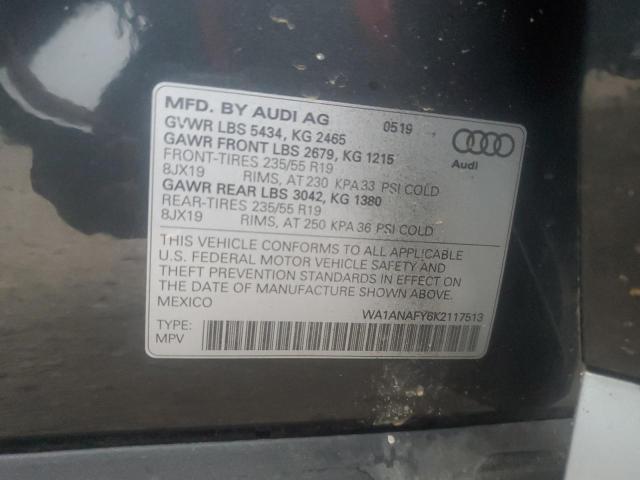 MFD. BY AUDI AG
GVWR LBS 5434, KG 2465 0519
GAWR FRONT LBS 2679, KG 1215
FRONT-TIRES 235/55 R19
8JX19 RIMS, AT 230 KPA 33 PSI COLD
GAWR REAR LBS 3042, KG 1380
REAR-TIRES 235/55 R19
8JX19 RIMS, AT 250 KPA 36 PSI COLD
Audi
THIS VEHICLE CONFORMS TO ALL APPLICABLE
U.S. FEDERAL MOTOR VEHICLE SAFETY AND
THEFT PREVENTION STANDARDS IN EFFECT ON
THE DATE OF MANUFACTURE SHOWN ABOVE.
MEXICO
WA1ANAFY6K2117513
TYPE:
MPV